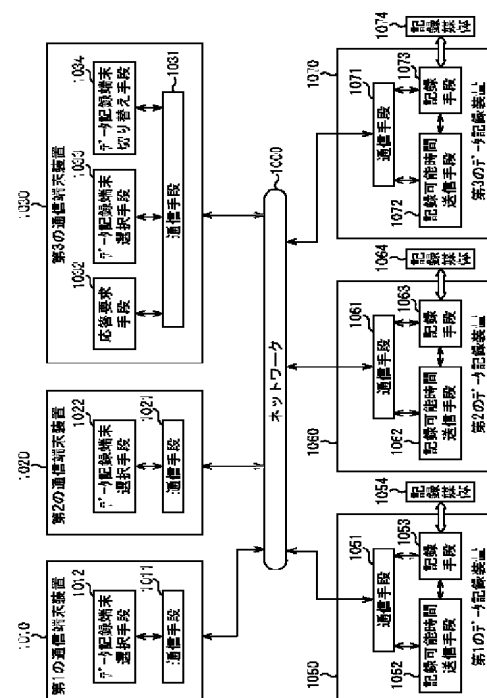 1010
第1の通信端末装置
1012
データ記録端末
選択手段
1011
通信手段
1020
第2の通信端末装置
1022
データ記録端末
選択手段
1021
通信手段
1030
第3の通信端末装置
1032
応答要求
手段
1033
データ記録端末
選択手段
1034
データ記録端末
切り替え手段
1031
通信手段
1000
ネットワーク
1050
1051
通信手段
1052
記録可能時間
送信手段
1053
記録
手段
1054
記録
媒体
第1のデータ記録装置
1060
1061
通信手段
1062
記録可能時間
送信手段
1063
記録
手段
1064
記録
媒体
第2のデータ記録装置
1070
1071
通信手段
1072
記録可能時間
送信手段
1073
記録
手段
1074
記録
媒体
第3のデータ記録装置